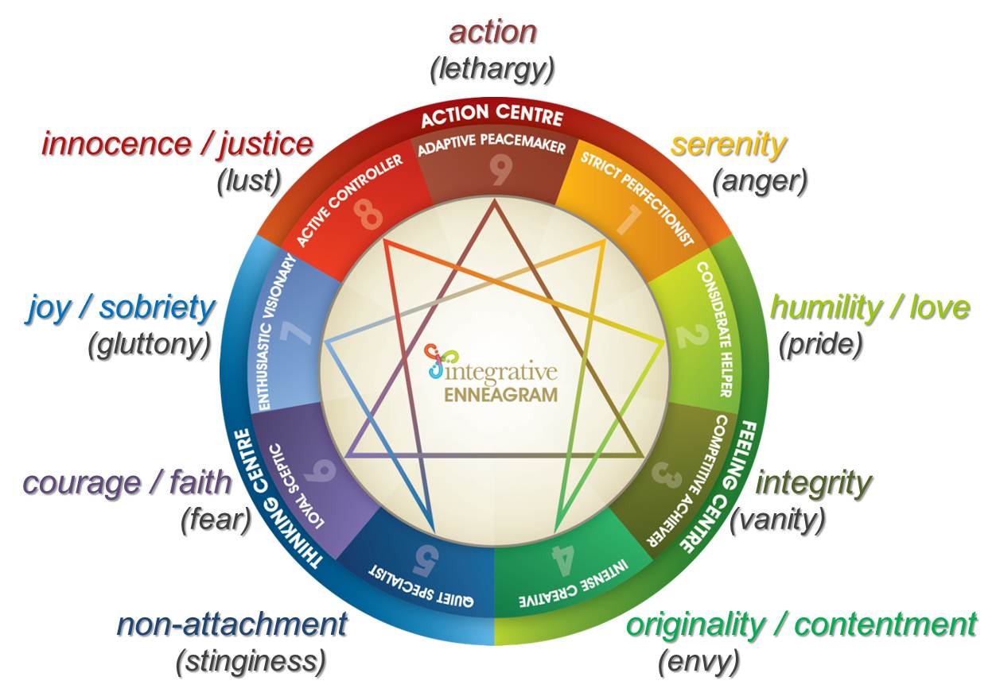 action
(lethargy)
innocence / justice
(lust)
serenity
(anger)
joy / sobriety
(gluttony)
humility / love
(pride)
courage / faith
(fear)
integrity
(vanity)
non-attachment
(stinginess)
originality / contentment
(envy)
ACTION CENTRE
ADAPTIVE PEACEMAKER
9
STRICT PERFECTIONIST
1
CONSIDERATE HELPER
2
FEELING CENTRE
COMPETITIVE ACHIEVER
3
INTENSE CREATIVE
4
QUIET SPECIALIST
5
THINKING CENTRE
LOYAL SCEPTIC
6
ENTHUSIASTIC VISIONARY
7
ACTIVE CONTROLLER
8
integrative
ENNEAGRAM